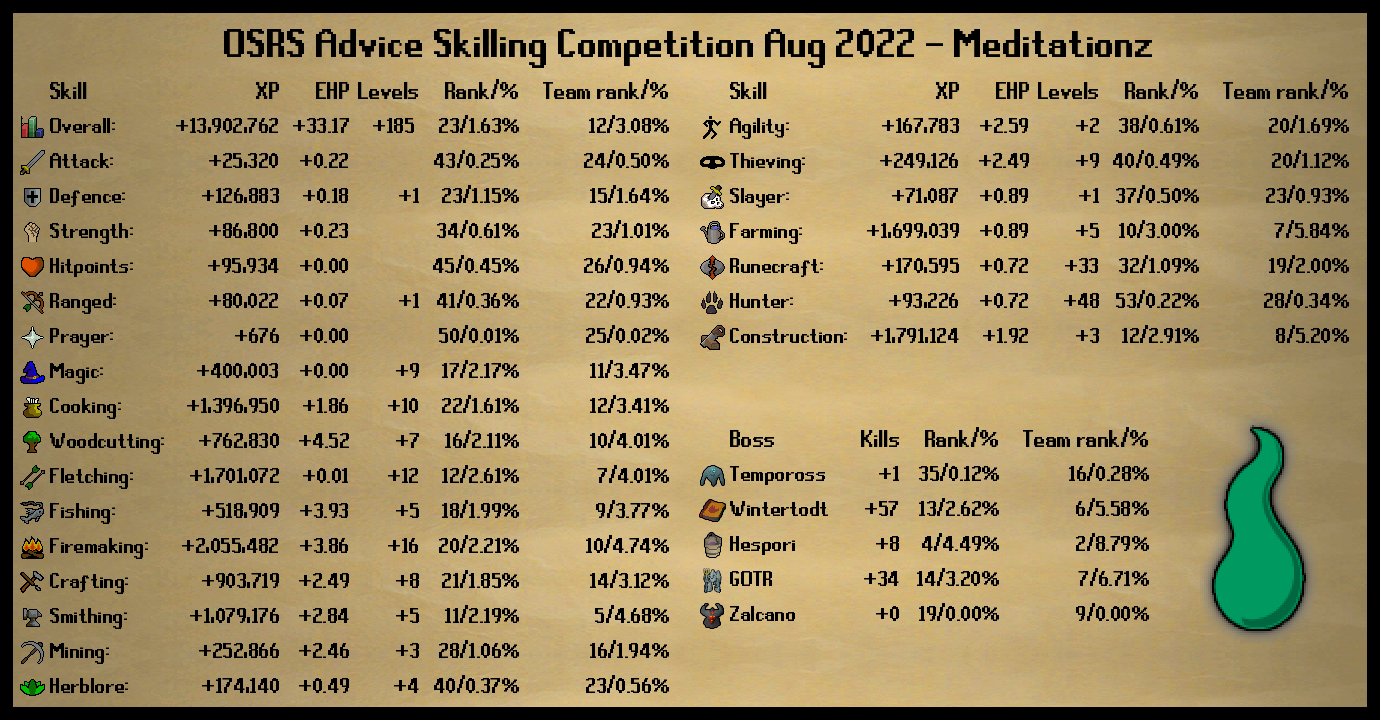 OSRS Advice Skilling Competition Aug 2022 - Meditationz
Skill XP EHP Levels Rank/% Team rank/%
Overall: +13,902,762 +33.17 +185 23/1.63% 12/3.08%
Attack: +25,320 +0.22 43/0.25% 24/0.50%
Defence: +126,883 +0.18 +1 23/1.15% 15/1.64%
Strength: +86,800 +0.23 34/0.61% 23/1.01%
Hitpoints: +95,934 +0.00 45/0.45% 26/0.94%
Ranged: +80,022 +0.07 +1 41/0.36% 22/0.93%
Prayer: +676 +0.00 50/0.01% 25/0.02%
Magic: +400,003 +0.00 +9 17/2.17% 11/3.47%
Cooking: +1,396,950 +1.86 +10 22/1.61% 12/3.41%
Woodcutting: +762,830 +4.52 +7 16/2.11% 10/4.01%
Fletching: +1,701,072 +0.01 +12 12/2.61% 7/4.01%
Fishing: +518,909 +3.93 +5 18/1.99% 9/3.77%
Firemaking: +2,055,482 +3.86 +16 20/2.21% 10/4.74%
Crafting: +903,719 +2.49 +8 21/1.85% 14/3.12%
Smithing: +1,079,176 +2.84 +5 11/2.19% 5/4.68%
Mining: +252,866 +2.46 +3 28/1.06% 16/1.94%
Herblore: +174,140 +0.49 +4 40/0.37% 23/0.56%
Skill XP EHP Levels Rank/% Team rank/%
Agility: +167,783 +2.59 +2 38/0.61% 20/1.69%
Thieving: +249,126 +2.49 +9 40/0.49% 20/1.12%
Slayer: +71,087 +0.89 +1 37/0.50% 23/0.93%
Farming: +1,699,039 +0.89 +5 10/3.00% 7/5.84%
Runecraft: +170,595 +0.72 +33 32/1.09% 19/2.00%
Hunter: +93,226 +0.72 +48 53/0.22% 28/0.34%
Construction: +1,791,124 +1.92 +3 12/2.91% 8/5.20%
Boss Kills Rank/% Team rank/%
Tempoross +1 35/0.12% 16/0.28%
Wintertodt +57 13/2.62% 6/5.58%
Hespori +8 4/4.49% 2/8.79%
GOTR +34 14/3.20% 7/6.71%
Zalcano +0 19/0.00% 9/0.00%